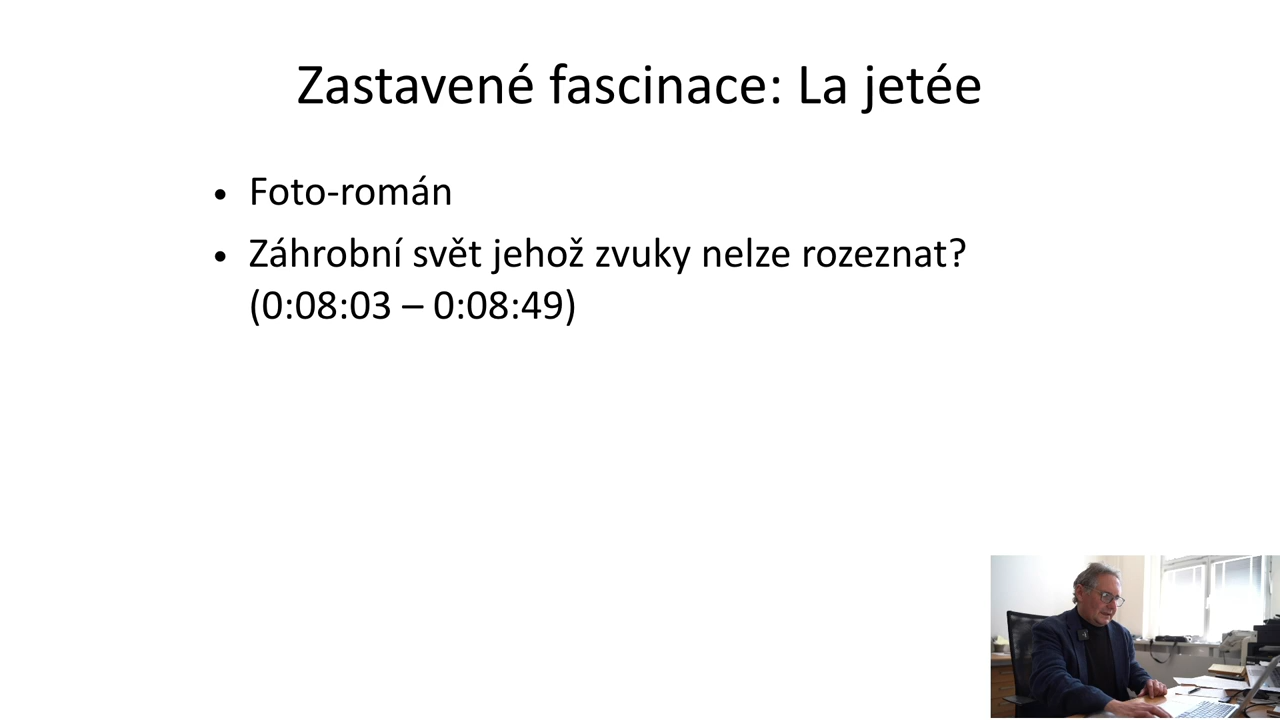 Zastavené fascinace: La jetée
• Foto-román
• Záhrobní svět jehož zvuky nelze rozeznat?
(0:08:03 – 0:08:49)